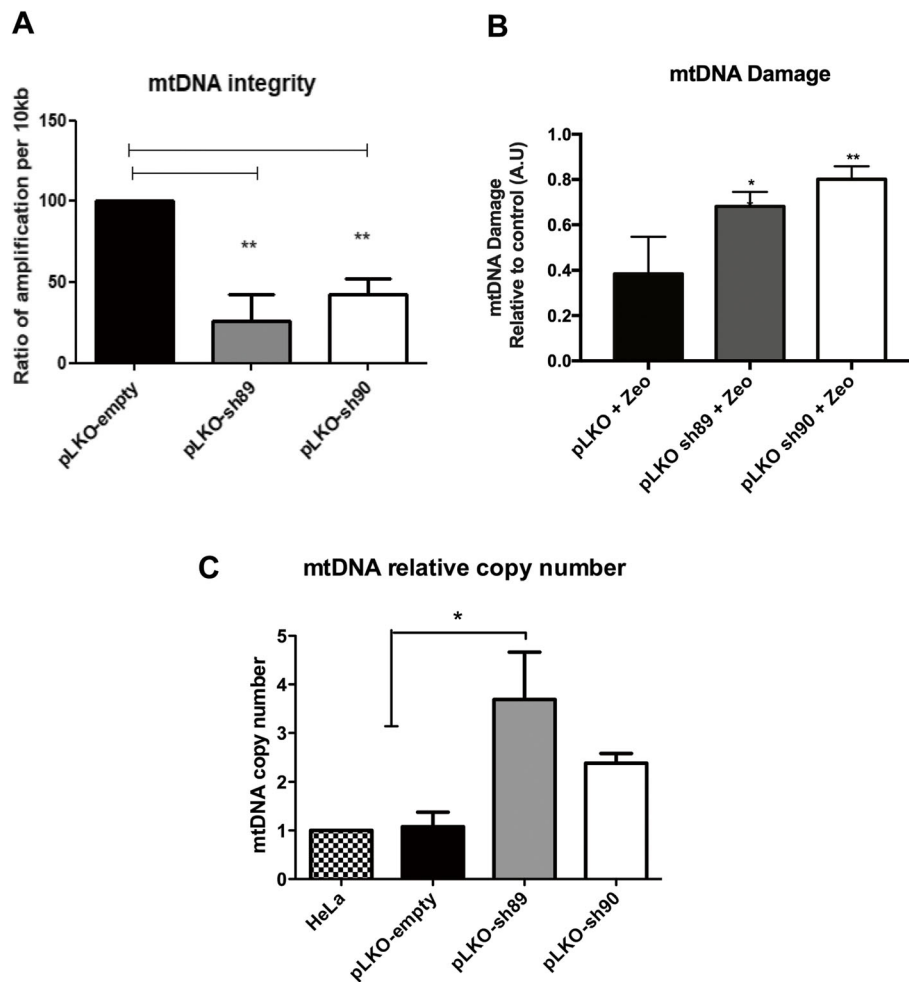 A
mtDNA integrity
Ratio of amplification per 10kb
150
100
50
0
**
**
pLKO-empty
pLKO-sh89
pLKO-sh90
B
mtDNA Damage
mtDNA Damage
Relative to control (A.U)
1.0
0.8
0.6
0.4
0.2
0.0
*
**
pLKO + Zeo
pLKO sh89 + Zeo
pLKO sh90 + Zeo
C
mtDNA relative copy number
mtDNA copy number
5
4
3
2
1
0
*
HeLa
pLKO-empty
pLKO-sh89
pLKO-sh90